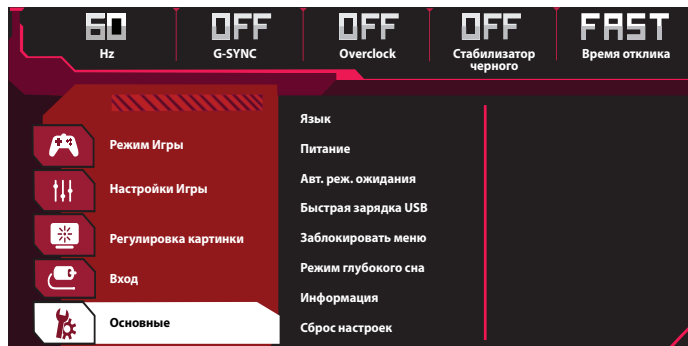 60 OFF OFF OFF FAST
Hz G-SYNC Overclock Стабилизатор черного Время отклика
Режим Игры
Настройки Игры
Регулировка картинки
Вход
Основные
Язык
Питание
Авт. реж. ожидания
Быстрая зарядка USB
Заблокировать меню
Режим глубокого сна
Информация
Сброс настроек